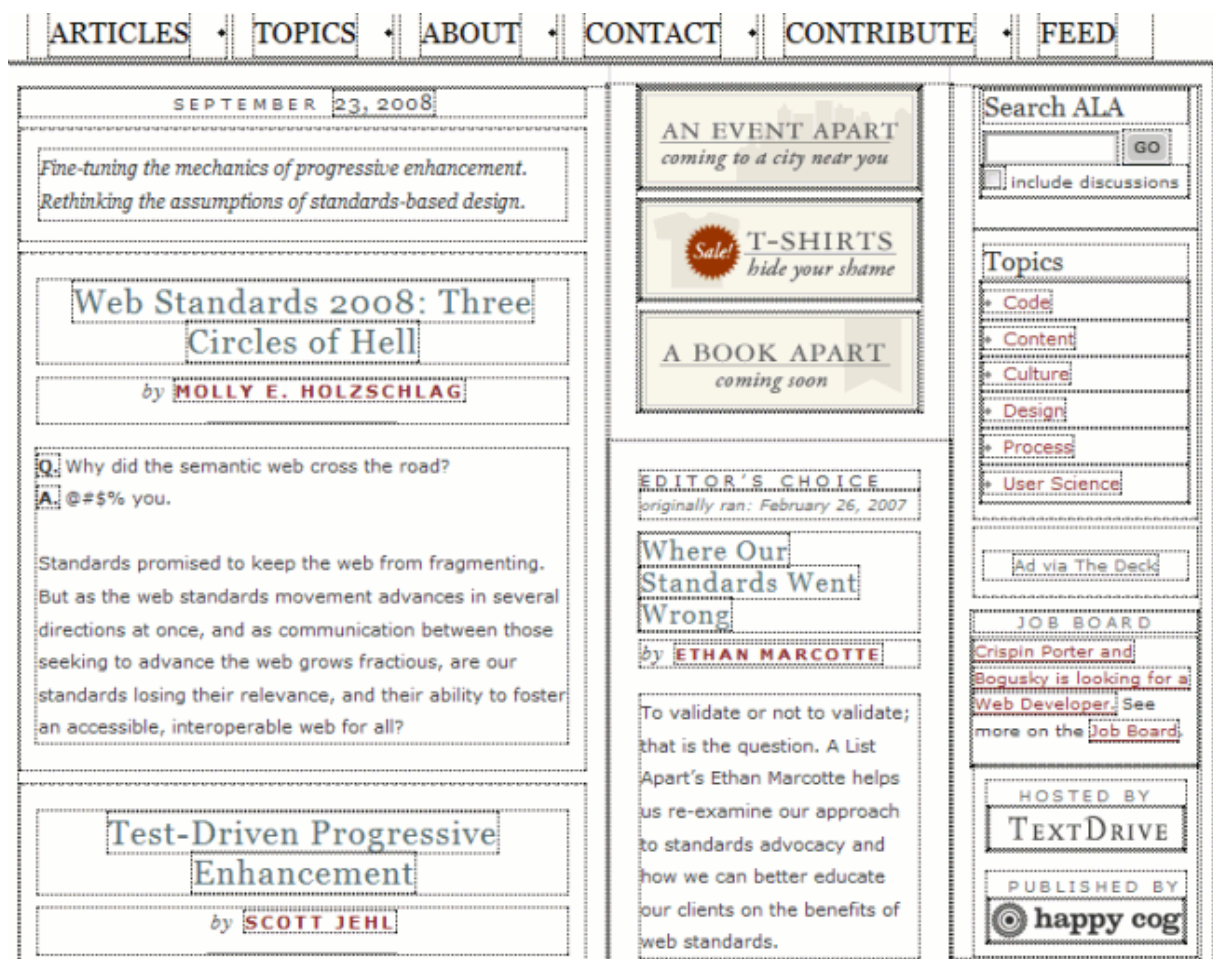 ARTICLES • TOPICS • ABOUT • CONTACT • CONTRIBUTE • FEED
SEPTEMBER 23, 2008
Fine-tuning the mechanics of progressive enhancement.
Rethinking the assumptions of standards-based design.
Web Standards 2008: Three
Circles of Hell
by MOLLY E. HOLZSCHLAG
Q. Why did the semantic web cross the road?
A. @#$% you.
Standards promised to keep the web from fragmenting.
But as the web standards movement advances in several
directions at once, and as communication between those
seeking to advance the web grows fractious, are our
standards losing their relevance, and their ability to foster
an accessible, interoperable web for all?
Test-Driven Progressive
Enhancement
by SCOTT JEHL
AN EVENT APART
coming to a city near you
Sale! T-SHIRTS
hide your shame
A BOOK APART
coming soon
EDITOR'S CHOICE
originally ran: February 26, 2007
Where Our
Standards Went
Wrong
by ETHAN MARCOTTE
To validate or not to validate;
that is the question. A List
Apart's Ethan Marcotte helps
us re-examine our approach
to standards advocacy and
how we can better educate
our clients on the benefits of
web standards.
Search ALA
GO
include discussions
Topics
• Code
• Content
• Culture
• Design
• Process
• User Science
Ad via The Deck
JOB BOARD
Crispin Porter and
Bogusky is looking for a
Web Developer. See
more on the Job Board.
HOSTED BY
TEXTDRIVE
PUBLISHED BY
happy cog